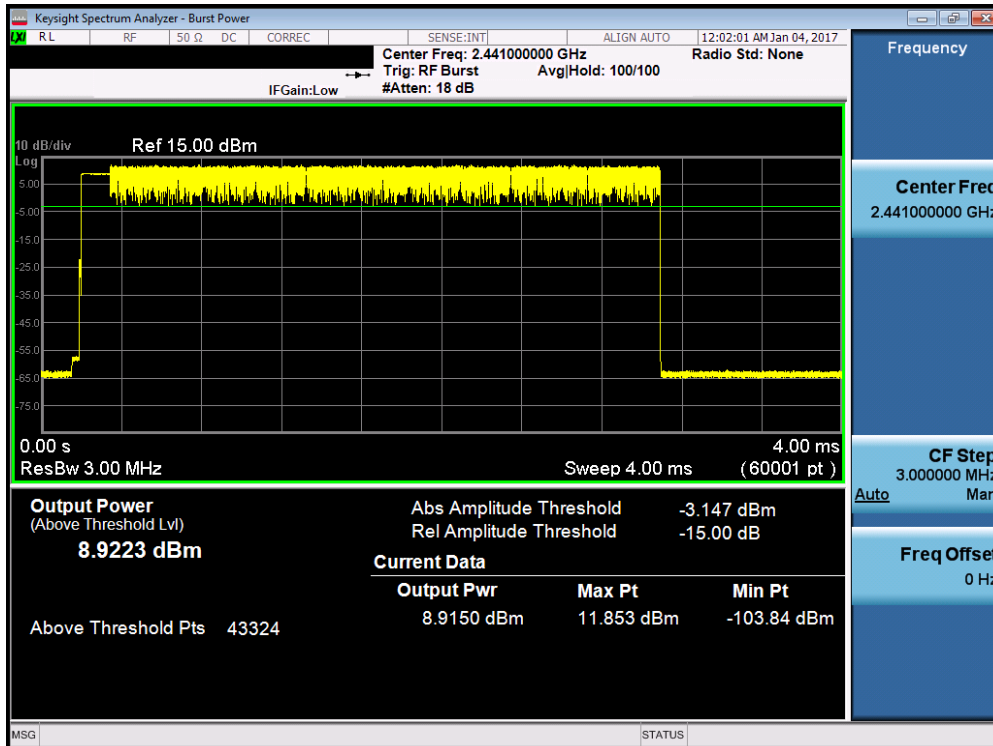 Keysight Spectrum Analyzer - Burst Power
LXI RL RF 50 Ω DC CORREC SENSE:INT ALIGN AUTO 12:02:01 AM Jan 04, 2017
Center Freq: 2.441000000 GHz Radio Std: None
Trig: RF Burst Avg|Hold: 100/100
IFGain:Low #Atten: 18 dB
Frequency
10 dB/div Ref 15.00 dBm
Log
5.00
-5.00
-15.0
-25.0
-35.0
-45.0
-55.0
-65.0
-75.0
0.00 s 4.00 ms
ResBw 3.00 MHz Sweep 4.00 ms (60001 pt )
Output Power
(Above Threshold Lvl)
8.9223 dBm
Above Threshold Pts 43324
Abs Amplitude Threshold -3.147 dBm
Rel Amplitude Threshold -15.00 dB
Current Data
Output Pwr Max Pt Min Pt
8.9150 dBm 11.853 dBm -103.84 dBm
Center Freq
2.441000000 GHz
CF Step
3.000000 MHz
Auto Man
Freq Offset
0 Hz
MSG STATUS